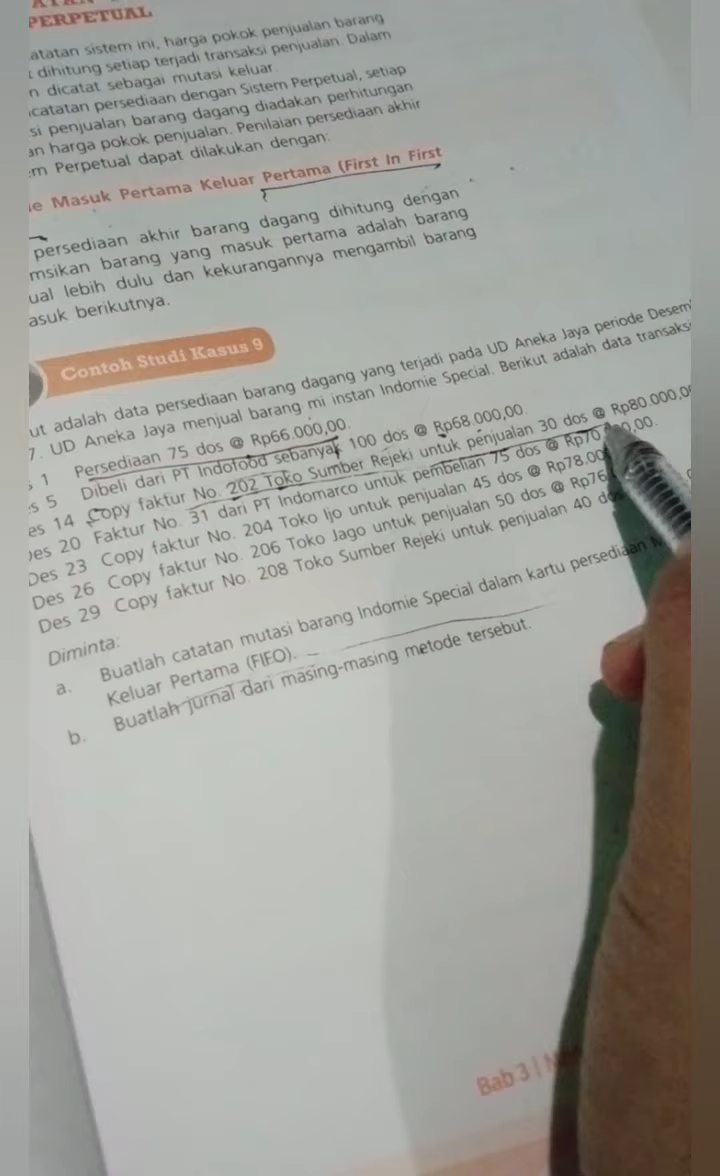 PERPETUAL
catatan sistem ini, harga pokok penjualan barang
dihitung setiap terjadi transaksi penjualan. Dalam
n dicatat sebagai mutasi keluar.
catatan persediaan dengan Sistem Perpetual, setiap
si penjualan barang dagang diadakan perhitungan
an harga pokok penjualan. Penilaian persediaan akhir
m Perpetual dapat dilakukan dengan:
e Masuk Pertama Keluar Pertama (First In First
persediaan akhir barang dagang dihitung dengan
msikan barang yang masuk pertama adalah barang
ual lebih dulu dan kekurangannya mengambil barang
asuk berikutnya.
Contoh Studi Kasus 9
ut adalah data persediaan barang dagang yang terjadi pada UD Aneka Jaya periode Desem
7. UD Aneka Jaya menjual barang mi instan Indomie Special. Berikut adalah data transaks
s 1 Persediaan 75 dos @ Rp66.000,00.
es 5 Dibeli dari PT Indofood sebanyak 100 dos @ Rp68.000,00.
es 14 Copy faktur No. 202 Toko Sumber Rejeki untuk penjualan 30 dos @ Rp80.000,0
Des 20 Faktur No. 31 dari PT Indomarco untuk pembelian 75 dos @ Rp70 00,00.
Des 23 Copy faktur No. 204 Toko Ijo untuk penjualan 45 dos @ Rp78.00
Des 26 Copy faktur No. 206 Toko Jago untuk penjualan 50 dos @ Rp76
Des 29 Copy faktur No. 208 Toko Sumber Rejeki untuk penjualan 40 do
Diminta:
a. Buatlah catatan mutasi barang Indomie Special dalam kartu persediaan M
Keluar Pertama (FIFO).
b. Buatlah jurnal dari masing-masing metode tersebut.
Bab 3 |